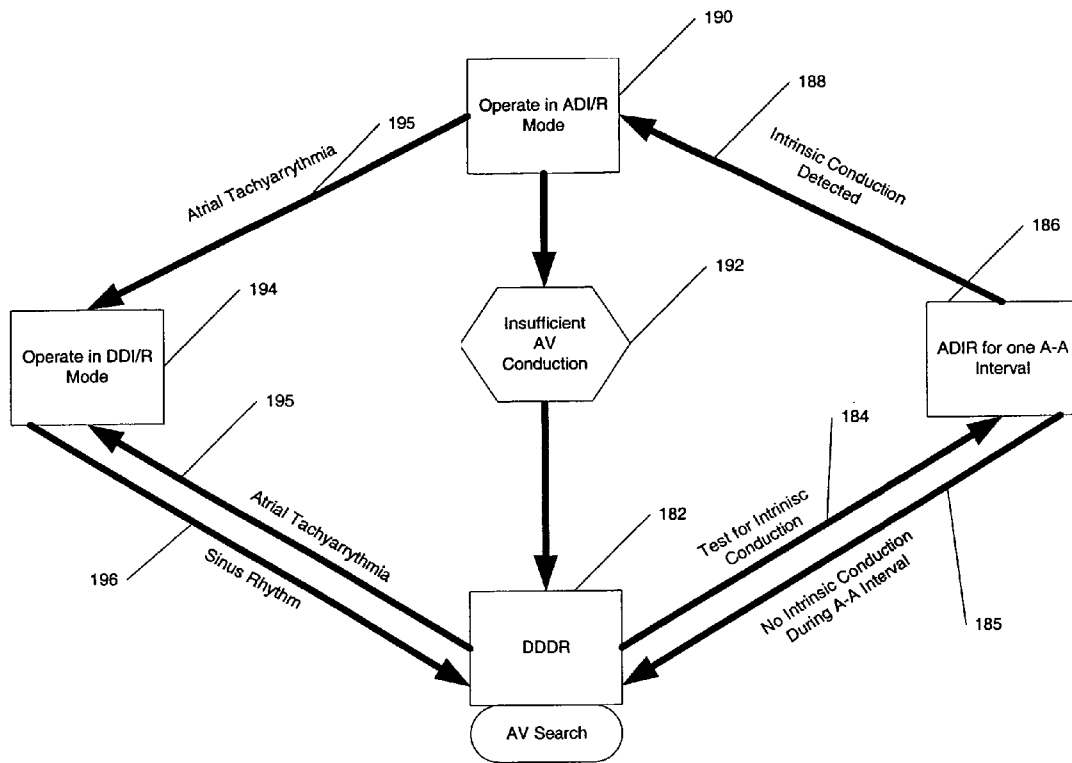 190
Operate in ADI/R
Mode
188
195
Atrial Tachyarrythmia
Intrinsic Conduction
Detected
186
192
194
Insufficient
AV
Conduction
Operate in DDI/R
Mode
ADIR for one A-A
Interval
195
184
Atrial Tachyarrythmia
Test for Intrinisc
Conduction
182
196
Sinus Rhythm
No Intrinsic Conduction
During A-A Interval
185
DDDR
AV Search